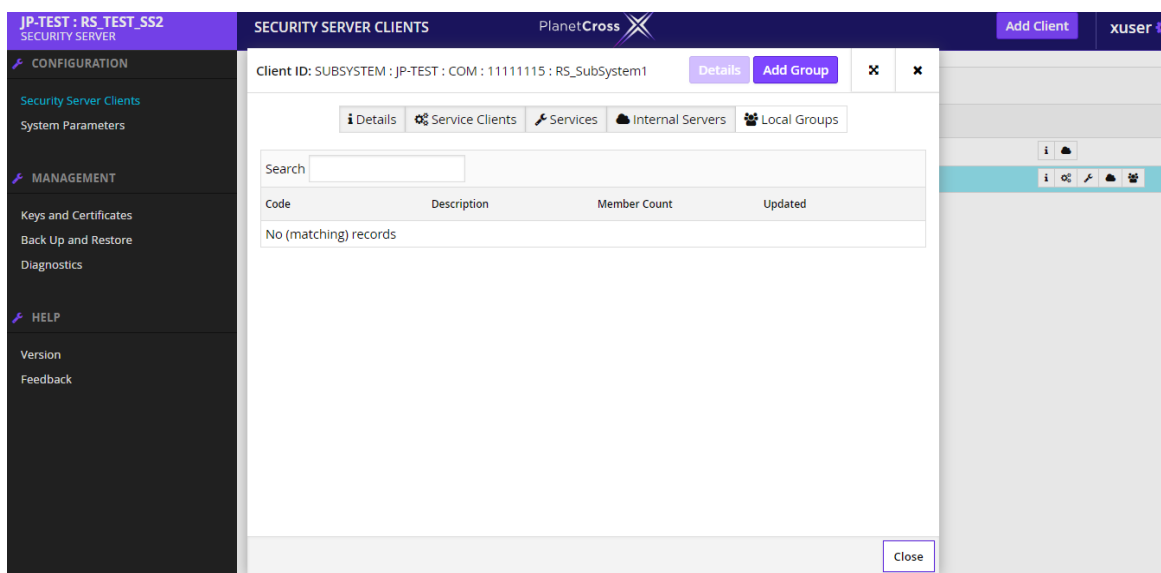 JP-TEST : RS_TEST_SS2
SECURITY SERVER
SECURITY SERVER CLIENTS
PlanetCross
Add Client
xuser
CONFIGURATION
Security Server Clients
System Parameters
MANAGEMENT
Keys and Certificates
Back Up and Restore
Diagnostics
HELP
Version
Feedback
Client ID: SUBSYSTEM : JP-TEST : COM : 11111115 : RS_SubSystem1
Details
Add Group
Details
Service Clients
Services
Internal Servers
Local Groups
Search
Code Description Member Count Updated
No (matching) records
Close